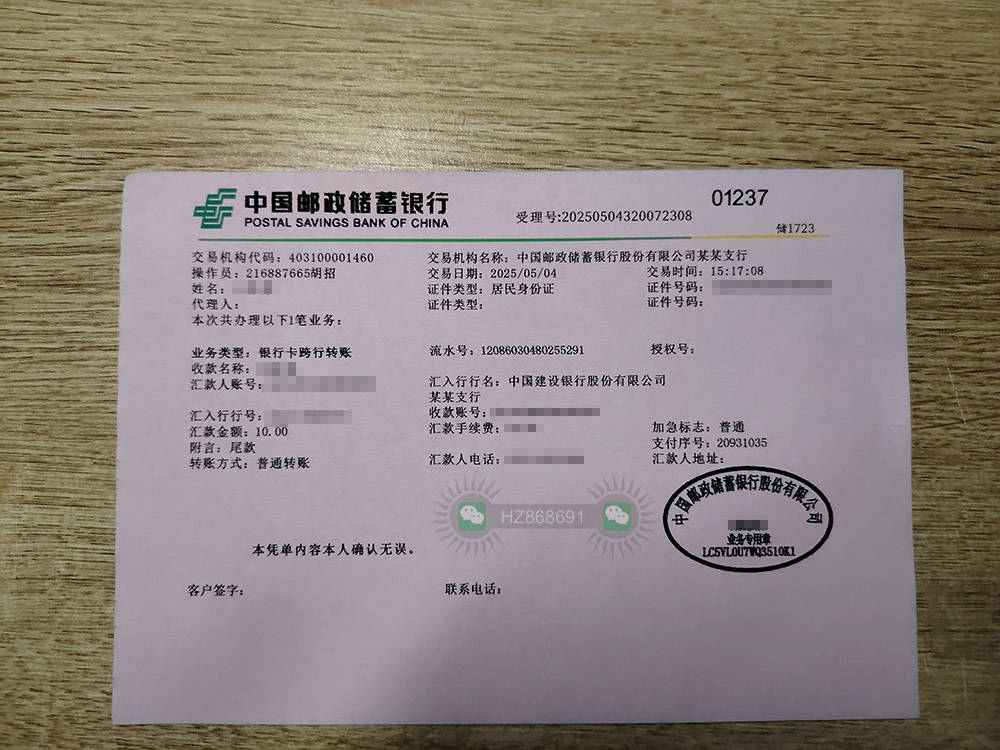 中国邮政储蓄银行
POSTAL SAVINGS BANK OF CHINA
受理号:20250504320072308
01237
储1723
交易机构代码: 403100001460
交易机构名称: 中国邮政储蓄银行股份有限公司某某支行
操作员: 216887665胡招
交易日期: 2025/05/04
交易时间: 15:17:08
姓名:
证件类型: 居民身份证
证件号码:
代理人:
证件类型:
证件号码:
本次共办理以下1笔业务:
业务类型: 银行卡跨行转账
流水号: 12086030480255291
授权号:
收款名称:
汇款人账号:
汇入行行名: 中国建设银行股份有限公司
某某支行
汇入行行号:
收款账号:
汇款金额: 10.00
汇款手续费:
加急标志: 普通
附言: 尾款
支付序号: 20931035
转账方式: 普通转账
汇款人电话:
汇款人地址:
中国邮政储蓄银行股份有限公司
业务专用章
LC5VL0U7WQ3510K1
HZ868691
本凭单内容本人确认无误。
客户签字:
联系电话: